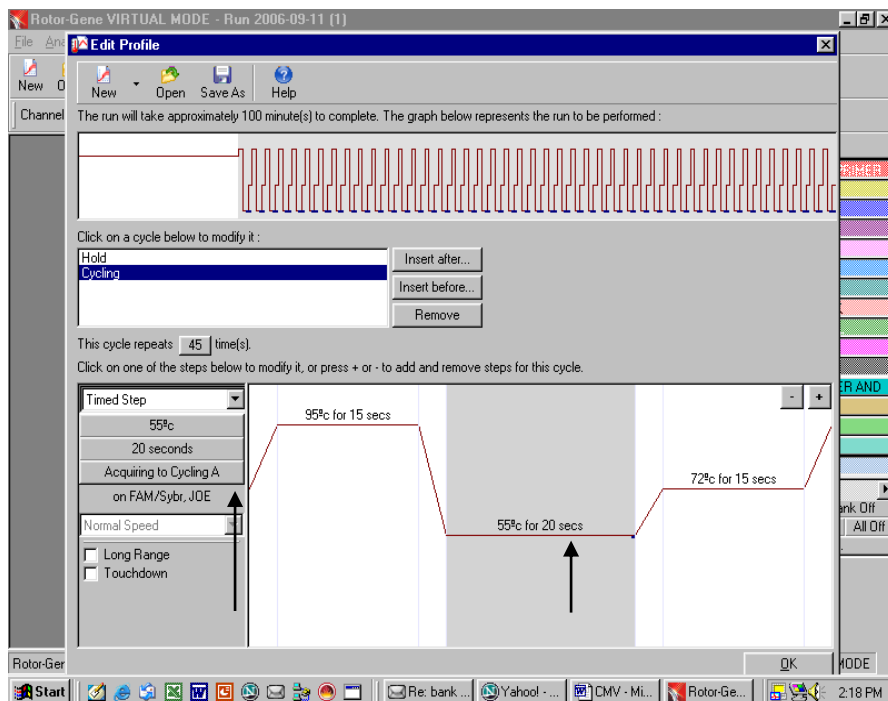 Rotor-Gene VIRTUAL MODE - Run 2006-09-11 (1)
File Ana
Edit Profile
New
New Open Save As Help
Channel
The run will take approximately 100 minute(s) to complete. The graph below represents the run to be performed :
Click on a cycle below to modify it :
Hold
Cycling
Insert after...
Insert before...
Remove
This cycle repeats 45 time(s).
Click on one of the steps below to modify it, or press + or - to add and remove steps for this cycle.
Timed Step
- +
55ºc
20 seconds
Acquiring to Cycling A
on FAM/Sybr, JOE
Normal Speed
Long Range
Touchdown
95ºc for 15 secs
72ºc for 15 secs
55ºc for 20 secs
ER AND
ank Off
All Off
OK
Rotor-Ger
MODE
Start
Re: bank ...
Yahoo! - ...
CMV - Mi...
Rotor-Ge...
2:18 PM